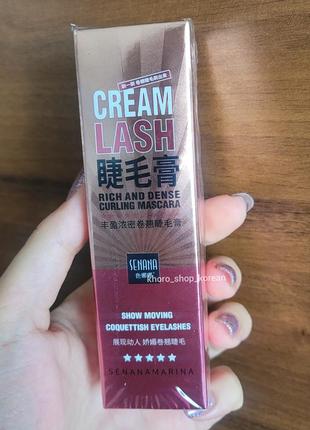 CREAM
LASH
睫毛膏
RICH AND DENSE
CURLING MASCARA
丰盈浓密卷翘睫毛膏
SENANA
khoro_shop_korean
SHOW MOVING
COQUETTISH EYELASHES
展现动人 娇媚卷翘睫毛
SENANAMARINA